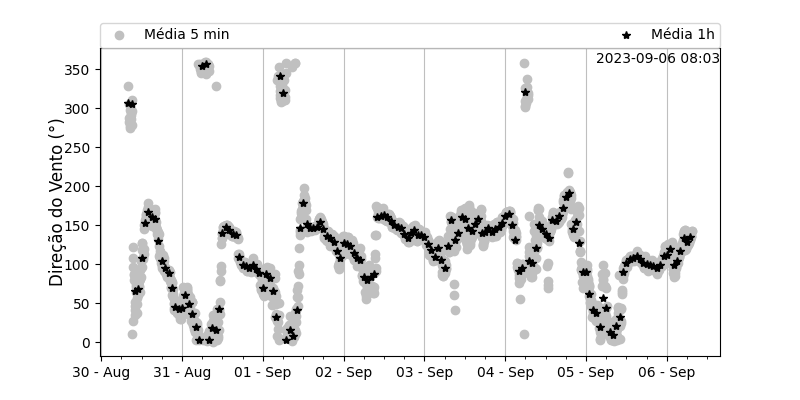 Média 5 min
Média 1h
2023-09-06 08:03
Direção do Vento (°)
350
300
250
200
150
100
50
0
30 - Aug
31 - Aug
01 - Sep
02 - Sep
03 - Sep
04 - Sep
05 - Sep
06 - Sep